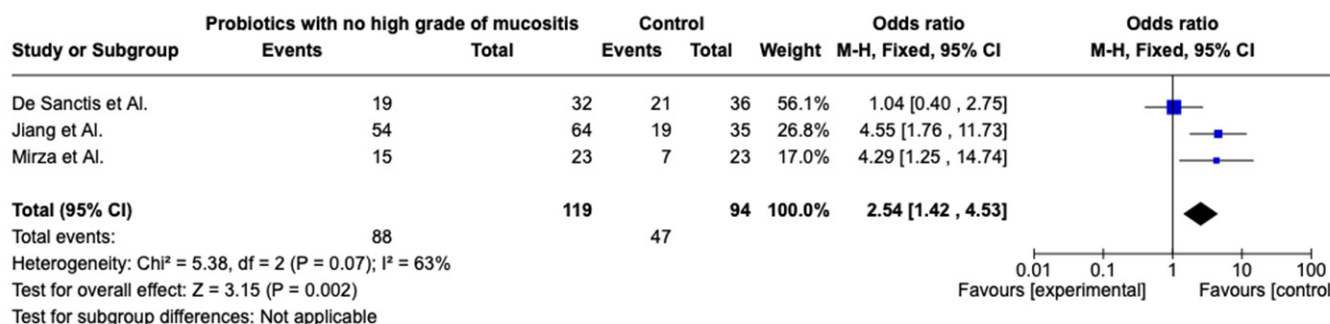 Probiotics with no high grade of mucositis Control Odds ratio Odds ratio
Study or Subgroup Events Total Events Total Weight M-H, Fixed, 95% CI M-H, Fixed, 95% CI
De Sanctis et Al. 19 32 21 36 56.1% 1.04 [0.40 , 2.75]
Jiang et Al. 54 64 19 35 26.8% 4.55 [1.76 , 11.73]
Mirza et Al. 15 23 7 23 17.0% 4.29 [1.25 , 14.74]
Total (95% CI) 119 94 100.0% 2.54 [1.42 , 4.53]
Total events: 88 47
Heterogeneity: Chi² = 5.38, df = 2 (P = 0.07); I² = 63%
0.01 0.1 1 10 100
Test for overall effect: Z = 3.15 (P = 0.002) Favours [experimental] Favours [control
Test for subgroup differences: Not applicable